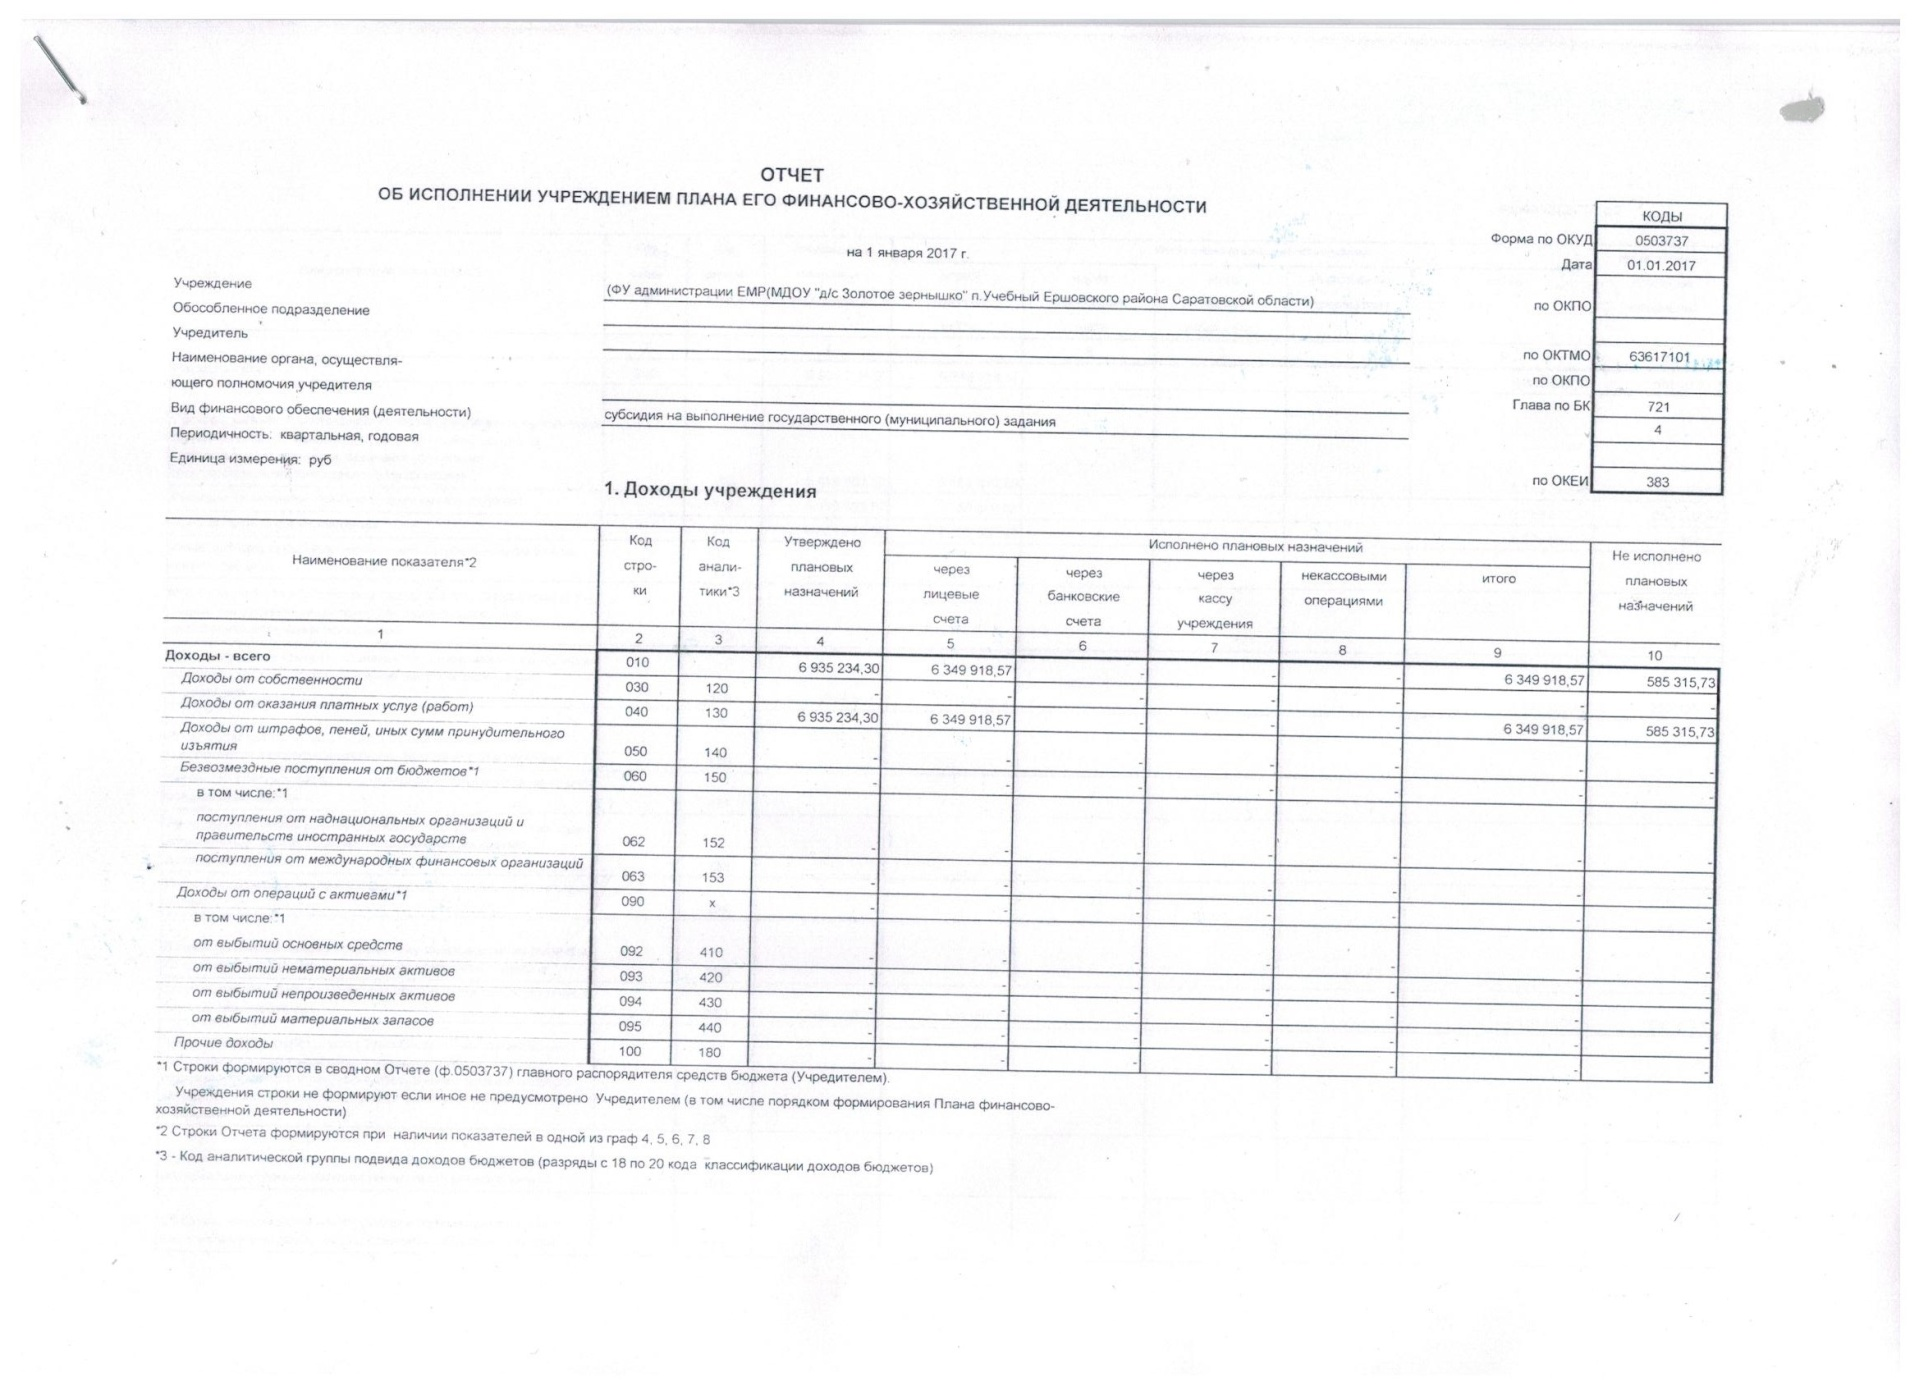 ОТЧЕТ
ОБ ИСПОЛНЕНИИ УЧРЕЖДЕНИЕМ ПЛАНА ЕГО ФИНАНСОВО-ХОЗЯЙСТВЕННОЙ ДЕЯТЕЛЬНОСТИ
КОДЫ
Форма по ОКУД 0503737
на 1 января 2017 г.
Дата 01.01.2017
Учреждение (ФУ администрации ЕМР(МДОУ "д/с Золотое зернышко" п.Учебный Ершовского района Саратовской области) по ОКПО
Обособленное подразделение
Учредитель по ОКТМО 63617101
Наименование органа, осуществля-
ющего полномочия учредителя по ОКПО
Глава по БК 721
Вид финансового обеспечения (деятельности) субсидия на выполнение государственного (муниципального) задания 4
Периодичность: квартальная, годовая
Единица измерения: руб по ОКЕИ 383
1. Доходы учреждения
Наименование показателя*2 Код стро- ки Код анали- тики*3 Утверждено плановых назначений Исполнено плановых назначений Не исполнено плановых назначений
через лицевые счета через банковские счета через кассу учреждения некассовыми операциями итого
1 2 3 4 5 6 7 8 9 10
Доходы - всего 010 6 935 234,30 6 349 918,57 - - - 6 349 918,57 585 315,73
Доходы от собственности 030 120 - - - - - - -
Доходы от оказания платных услуг (работ) 040 130 6 935 234,30 6 349 918,57 - - - 6 349 918,57 585 315,73
Доходы от штрафов, пеней, иных сумм принудительного
изъятия 050 140 - - - - - - -
Безвозмездные поступления от бюджетов*1 060 150 - - - - - - -
в том числе:*1
поступления от наднациональных организаций и
правительств иностранных государств 062 152 - - - - - - -
поступления от международных финансовых организаций 063 153 - - - - - - -
Доходы от операций с активами*1 090 х - - - - - - -
в том числе:*1
от выбытий основных средств 092 410 - - - - - - -
от выбытий нематериальных активов 093 420 - - - - - - -
от выбытий непроизведенных активов 094 430 - - - - - - -
от выбытий материальных запасов 095 440 - - - - - - -
Прочие доходы 100 180 - - - - - - -
*1 Строки формируются в сводном Отчете (ф.0503737) главного распорядителя средств бюджета (Учредителем).
Учреждения строки не формируют если иное не предусмотрено Учредителем (в том числе порядком формирования Плана финансово-
хозяйственной деятельности)
*2 Строки Отчета формируются при наличии показателей в одной из граф 4, 5, 6, 7, 8
*3 - Код аналитической группы подвида доходов бюджетов (разряды с 18 по 20 кода классификации доходов бюджетов)